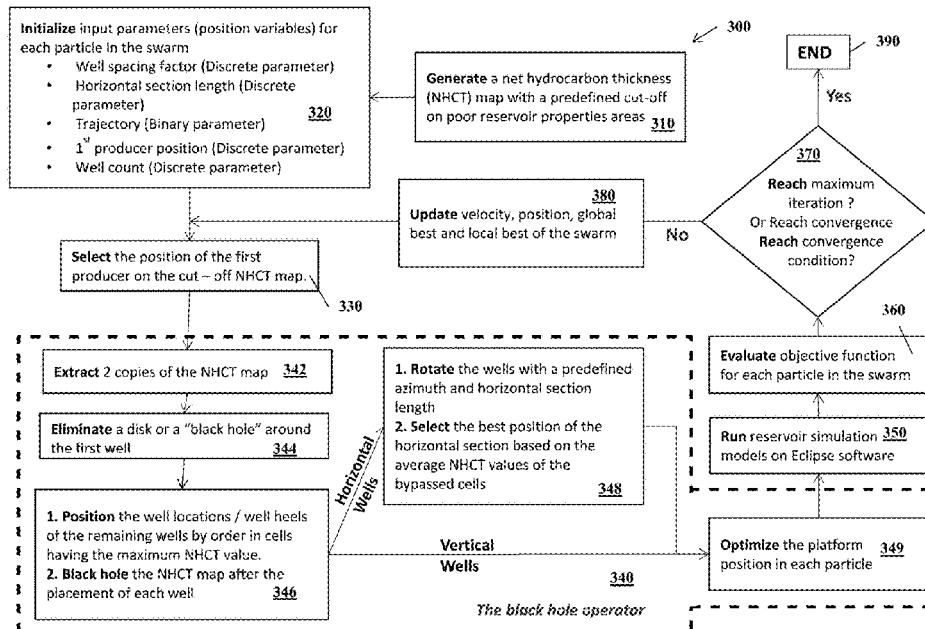 Initialize input parameters (position variables) for
each particle in the swarm
• Well spacing factor (Discrete parameter)
• Horizontal section length (Discrete
parameter)
320
• Trajectory (Binary parameter)
• 1st producer position (Discrete parameter)
• Well count (Discrete parameter)
300
Generate a net hydrocarbon thickness
(NHCT) map with a predefined cut-off
on poor reservoir properties areas
310
END
390
Yes
370
Reach maximum
iteration ?
Or Reach convergence
Reach convergence
condition?
No
380
Update velocity, position, global
best and local best of the swarm
Select the position of the first
producer on the cut – off NHCT map.
330
Extract 2 copies of the NHCT map 342
Eliminate a disk or a "black hole" around
the first well 344
1. Position the well locations / well heels
of the remaining wells by order in cells
having the maximum NHCT value.
2. Black hole the NHCT map after the
placement of each well 346
Horizontal
Wells
1. Rotate the wells with a predefined
azimuth and horizontal section
length
2. Select the best position of the
horizontal section based on the
average NHCT values of the
bypassed cells
348
Vertical
Wells
340
The black hole operator
Optimize the platform 349
position in each particle
Run reservoir simulation 350
models on Eclipse software
360
Evaluate objective function
for each particle in the swarm